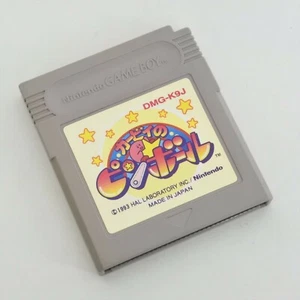 Nintendo GAME BOY
DMG-K9J
カービィの
ピンボール
TM
©1993 HAL LABORATORY INC / Nintendo
MADE IN JAPAN